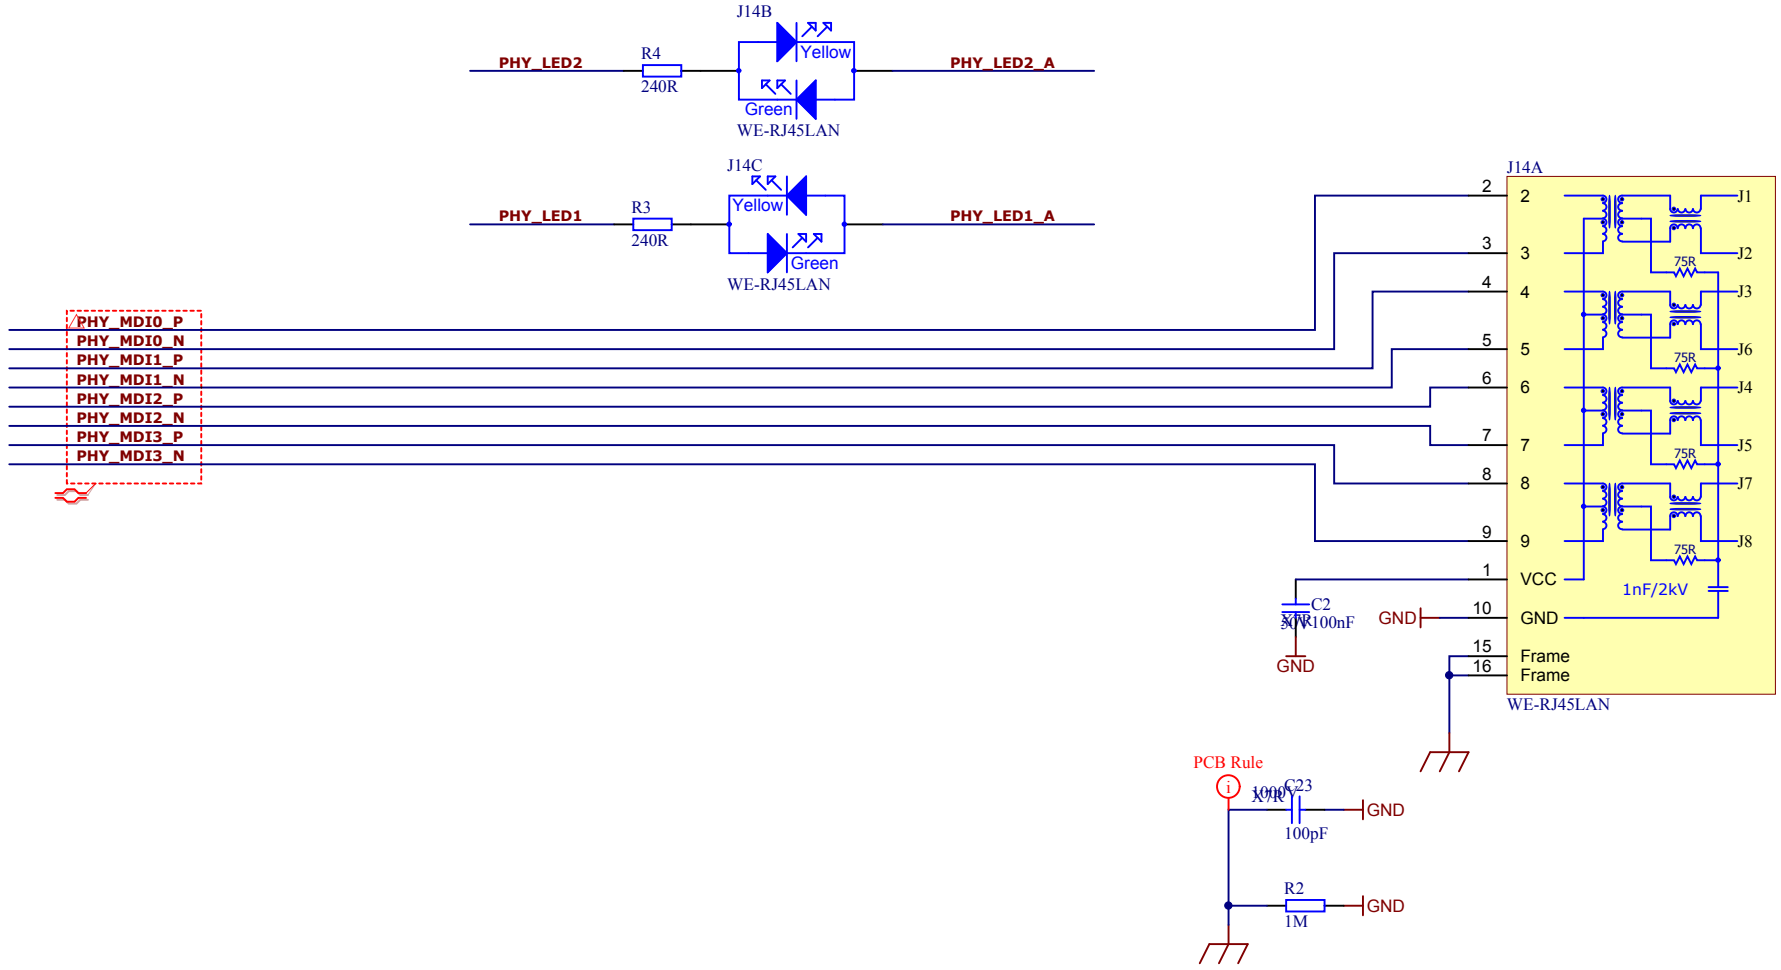 J14B
Yellow
R4
PHY_LED2
PHY_LED2_A
240R
Green
WE-RJ45LAN
J14C
Yellow
R3
PHY_LED1
PHY_LED1_A
240R
Green
WE-RJ45LAN
PHY_MDI0_P
PHY_MDI0_N
PHY_MDI1_P
PHY_MDI1_N
PHY_MDI2_P
PHY_MDI2_N
PHY_MDI3_P
PHY_MDI3_N
J14A
2 2 J1
3 3 J2
75R
4 4 J3
5 5 J6
75R
6 6 J4
7 7 J5
75R
8 8 J7
9 9 J8
75R
1 VCC
1nF/2kV
10 GND
15 Frame
16 Frame
WE-RJ45LAN
C2
X7R
50V
100nF
GND
GND
PCB Rule
i
C23
1000V
X7R
GND
100pF
R2
GND
1M